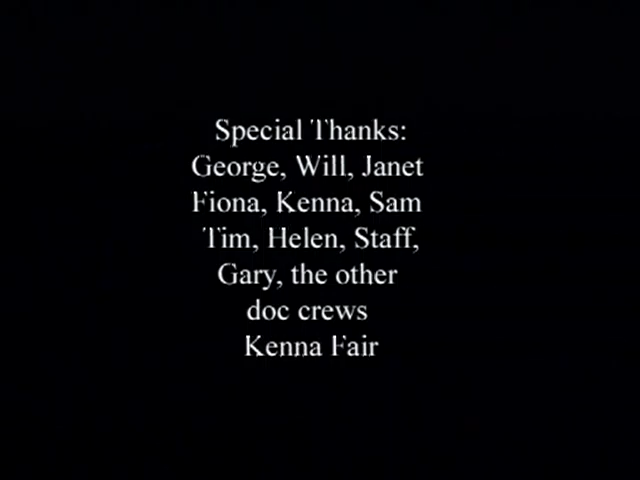 Special Thanks:
George, Will, Janet
Fiona, Kenna, Sam
Tim, Helen, Staff,
Gary, the other
doc crews
Kenna Fair